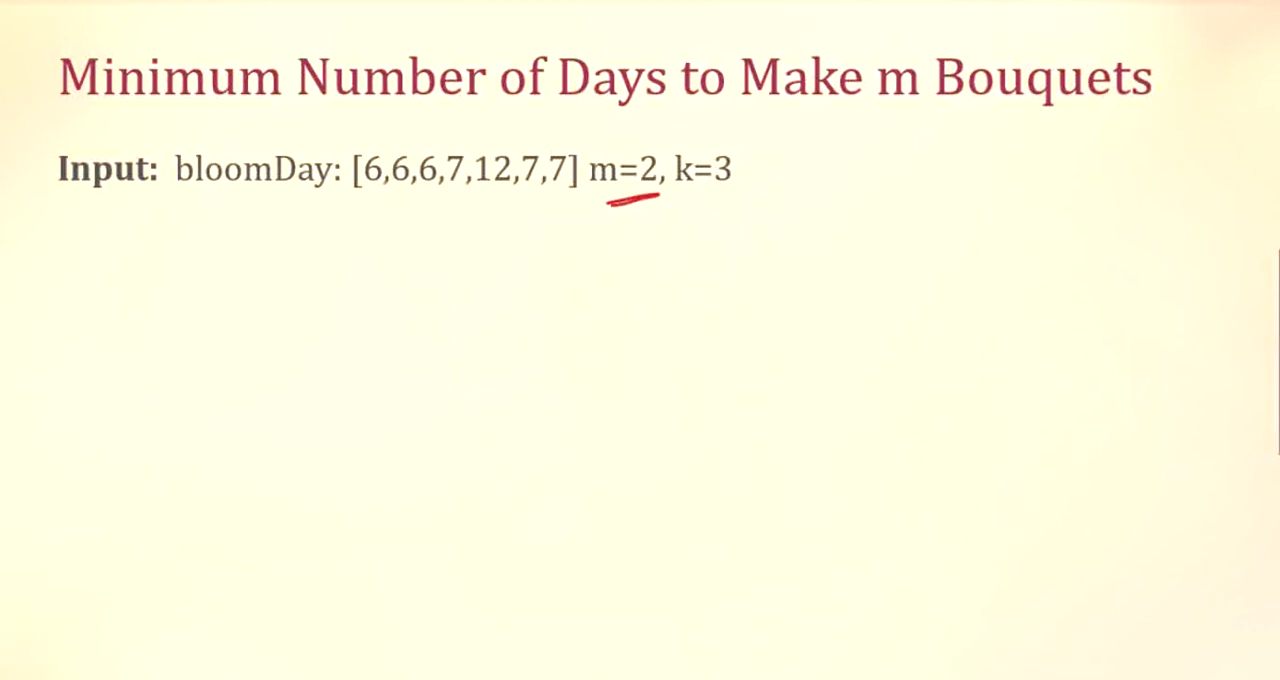 Minimum Number of Days to Make m Bouquets
Input: bloomDay: [6,6,6,7,12,7,7] m=2, k=3